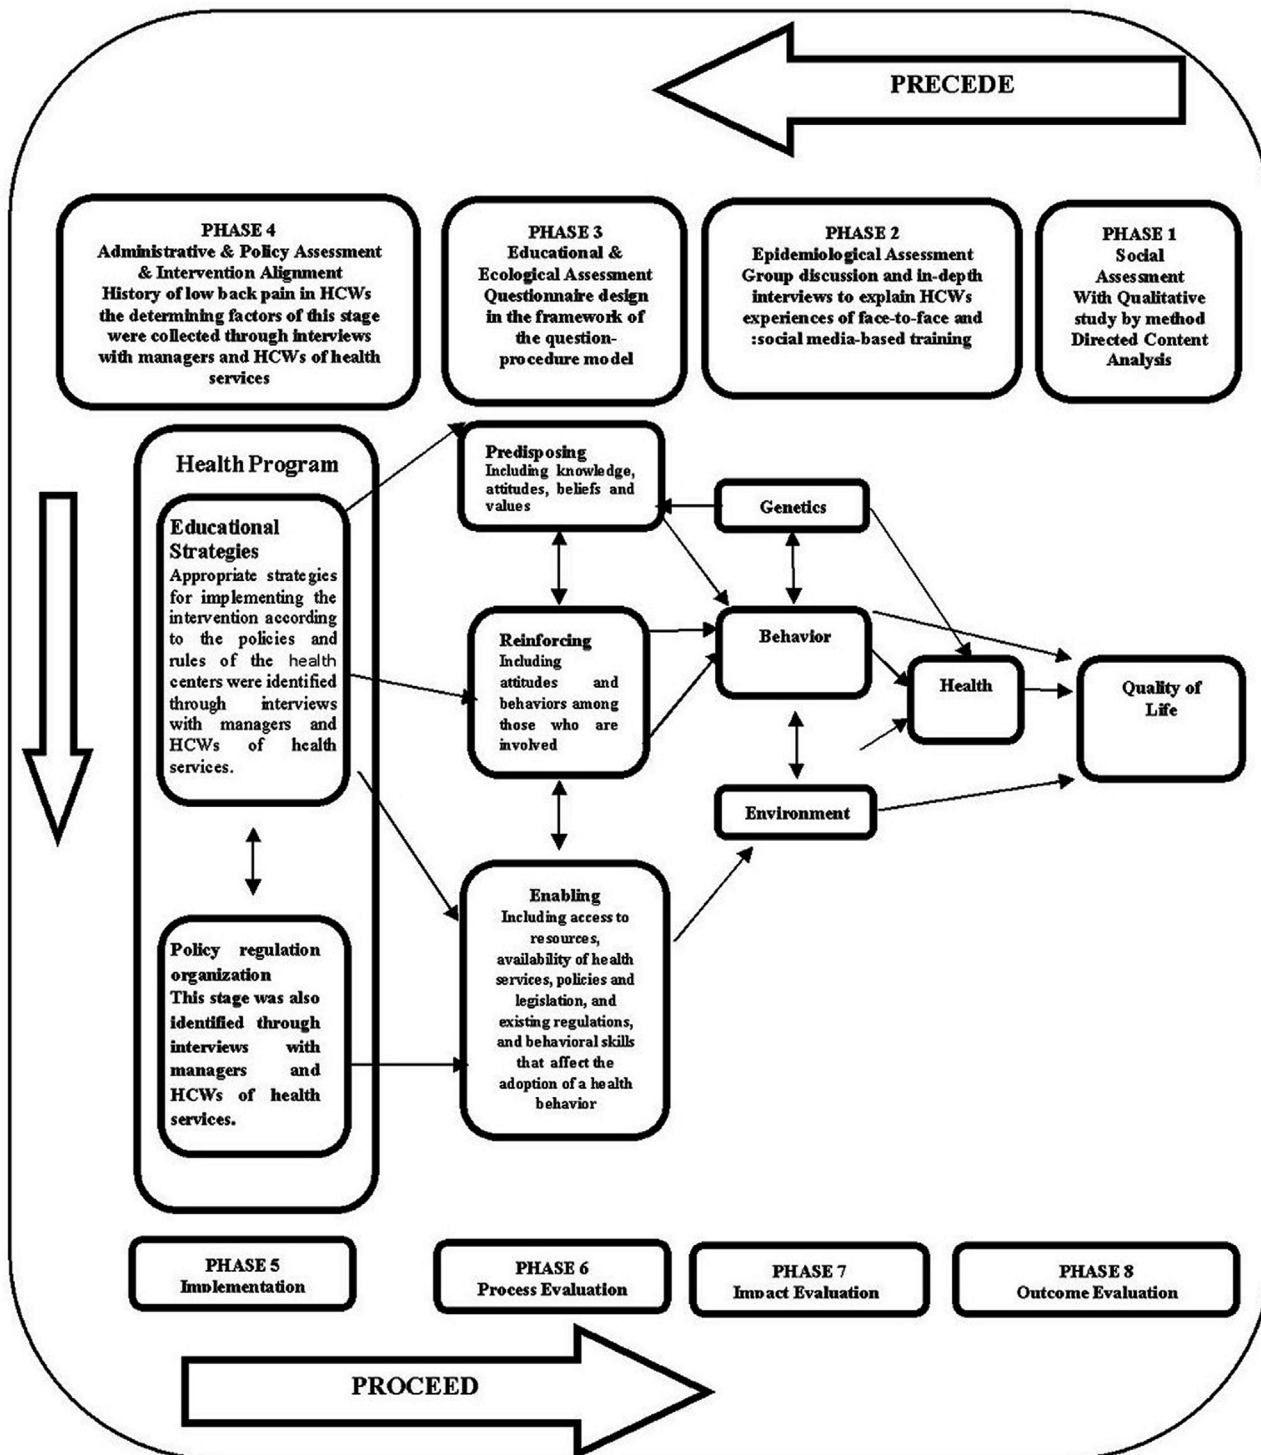 PRECEDE
PHASE 4
Administrative & Policy Assessment
& Intervention Alignment
History of low back pain in HCWs
the determining factors of this stage
were collected through interviews
with managers and HCWs of health
services
PHASE 3
Educational &
Ecological Assessment
Questionnaire design
in the framework of
the question-
procedure model
PHASE 2
Epidemiological Assessment
Group discussion and in-depth
interviews to explain HCWs
experiences of face-to-face and
:social media-based training
PHASE 1
Social
Assessment
With Qualitative
study by method
Directed Content
Analysis
Health Program
Educational
Strategies
Appropriate strategies
for implementing the
intervention according
to the policies and
rules of the health
centers were identified
through interviews
with managers and
HCWs of health
services.
Policy regulation
organization
This stage was also
identified through
interviews with
managers and
HCWs of health
services.
Predisposing
Including knowledge,
attitudes, beliefs and
values
Reinforcing
Including
attitudes and
behaviors among
those who are
involved
Enabling
Including access to
resources,
availability of health
services, policies and
legislation, and
existing regulations,
and behavioral skills
that affect the
adoption of a health
behavior
Genetics
Behavior
Environment
Health
Quality of
Life
PHASE 5
Implementation
PHASE 6
Process Evaluation
PHASE 7
Impact Evaluation
PHASE 8
Outcome Evaluation
PROCEED